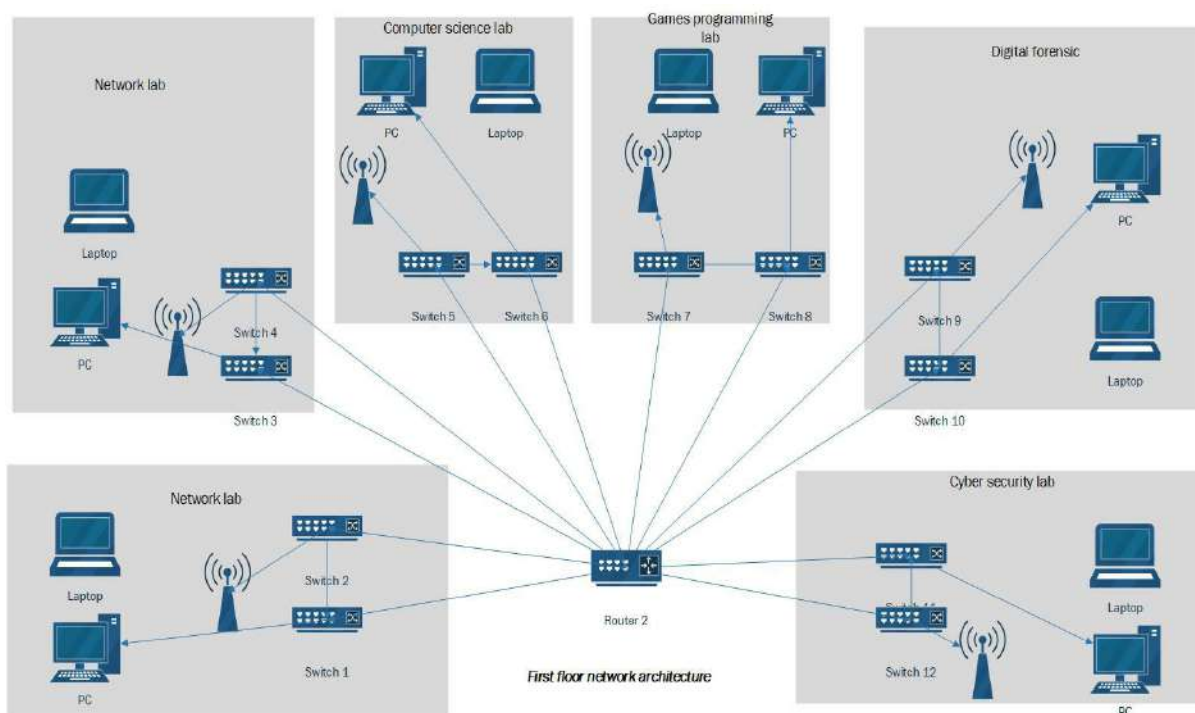 Network lab
Laptop
PC
Switch 4
Switch 3
Computer science lab
PC
Laptop
Switch 5
Switch 6
Games programming
lab
Laptop
PC
Switch 7
Switch 8
Digital forensic
PC
Switch 9
Laptop
Switch 10
Network lab
Laptop
Switch 2
Switch 1
PC
Router 2
First floor network architecture
Cyber security lab
Laptop
Switch 12
PC